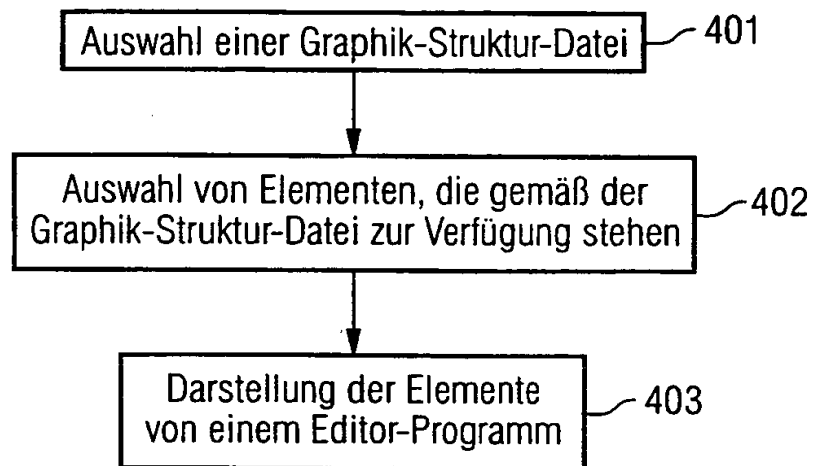 Auswahl einer Graphik-Struktur-Datei
401
Auswahl von Elementen, die gemäß der
Graphik-Struktur-Datei zur Verfügung stehen
402
Darstellung der Elemente
von einem Editor-Programm
403